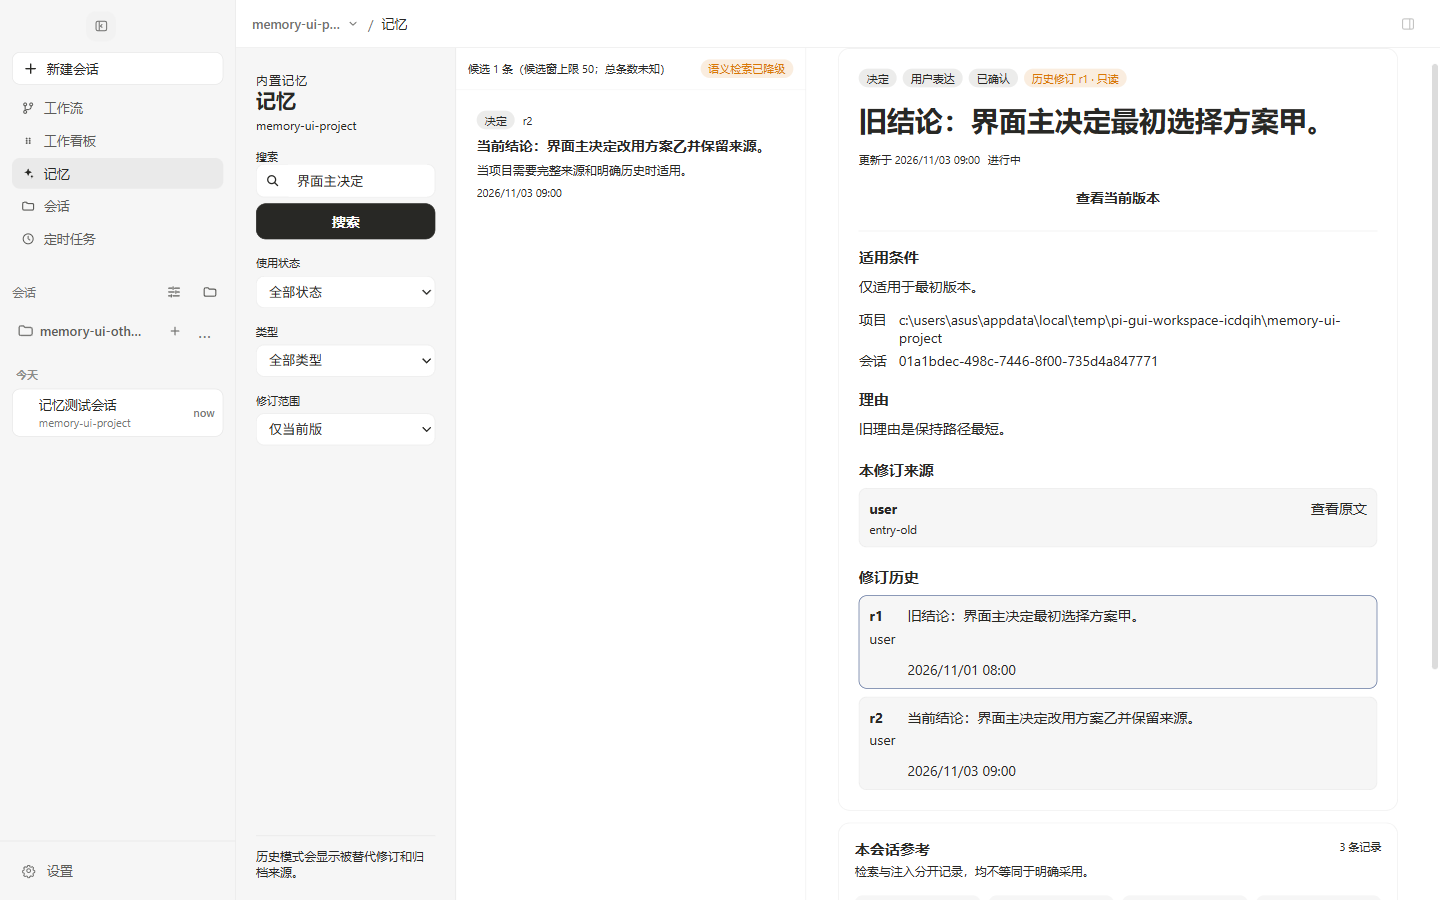 新建会话
工作流
工作看板
记忆
会话
定时任务
会话
memory-ui-oth...
今天
记忆测试会话
now
memory-ui-project
设置
memory-ui-p... / 记忆
内置记忆
记忆
memory-ui-project
搜索
界面主决定
搜索
使用状态
全部状态
类型
全部类型
修订范围
仅当前版
历史模式会显示被替代修订和归
档来源。
候选 1 条（候选窗上限 50；总条数未知）
语义检索已降级
决定 r2
当前结论：界面主决定改用方案乙并保留来源。
当项目需要完整来源和明确历史时适用。
2026/11/03 09:00
决定 用户表达 已确认 历史修订 r1 · 只读
旧结论：界面主决定最初选择方案甲。
更新于 2026/11/03 09:00 进行中
查看当前版本
适用条件
仅适用于最初版本。
项目 c:\users\asus\appdata\local\temp\pi-gui-workspace-icdqih\memory-ui-
project
会话 01a1bdec-498c-7446-8f00-735d4a847771
理由
旧理由是保持路径最短。
本修订来源
user
查看原文
entry-old
修订历史
r1 旧结论：界面主决定最初选择方案甲。
user
2026/11/01 08:00
r2 当前结论：界面主决定改用方案乙并保留来源。
user
2026/11/03 09:00
本会话参考
3 条记录
检索与注入分开记录，均不等同于明确采用。